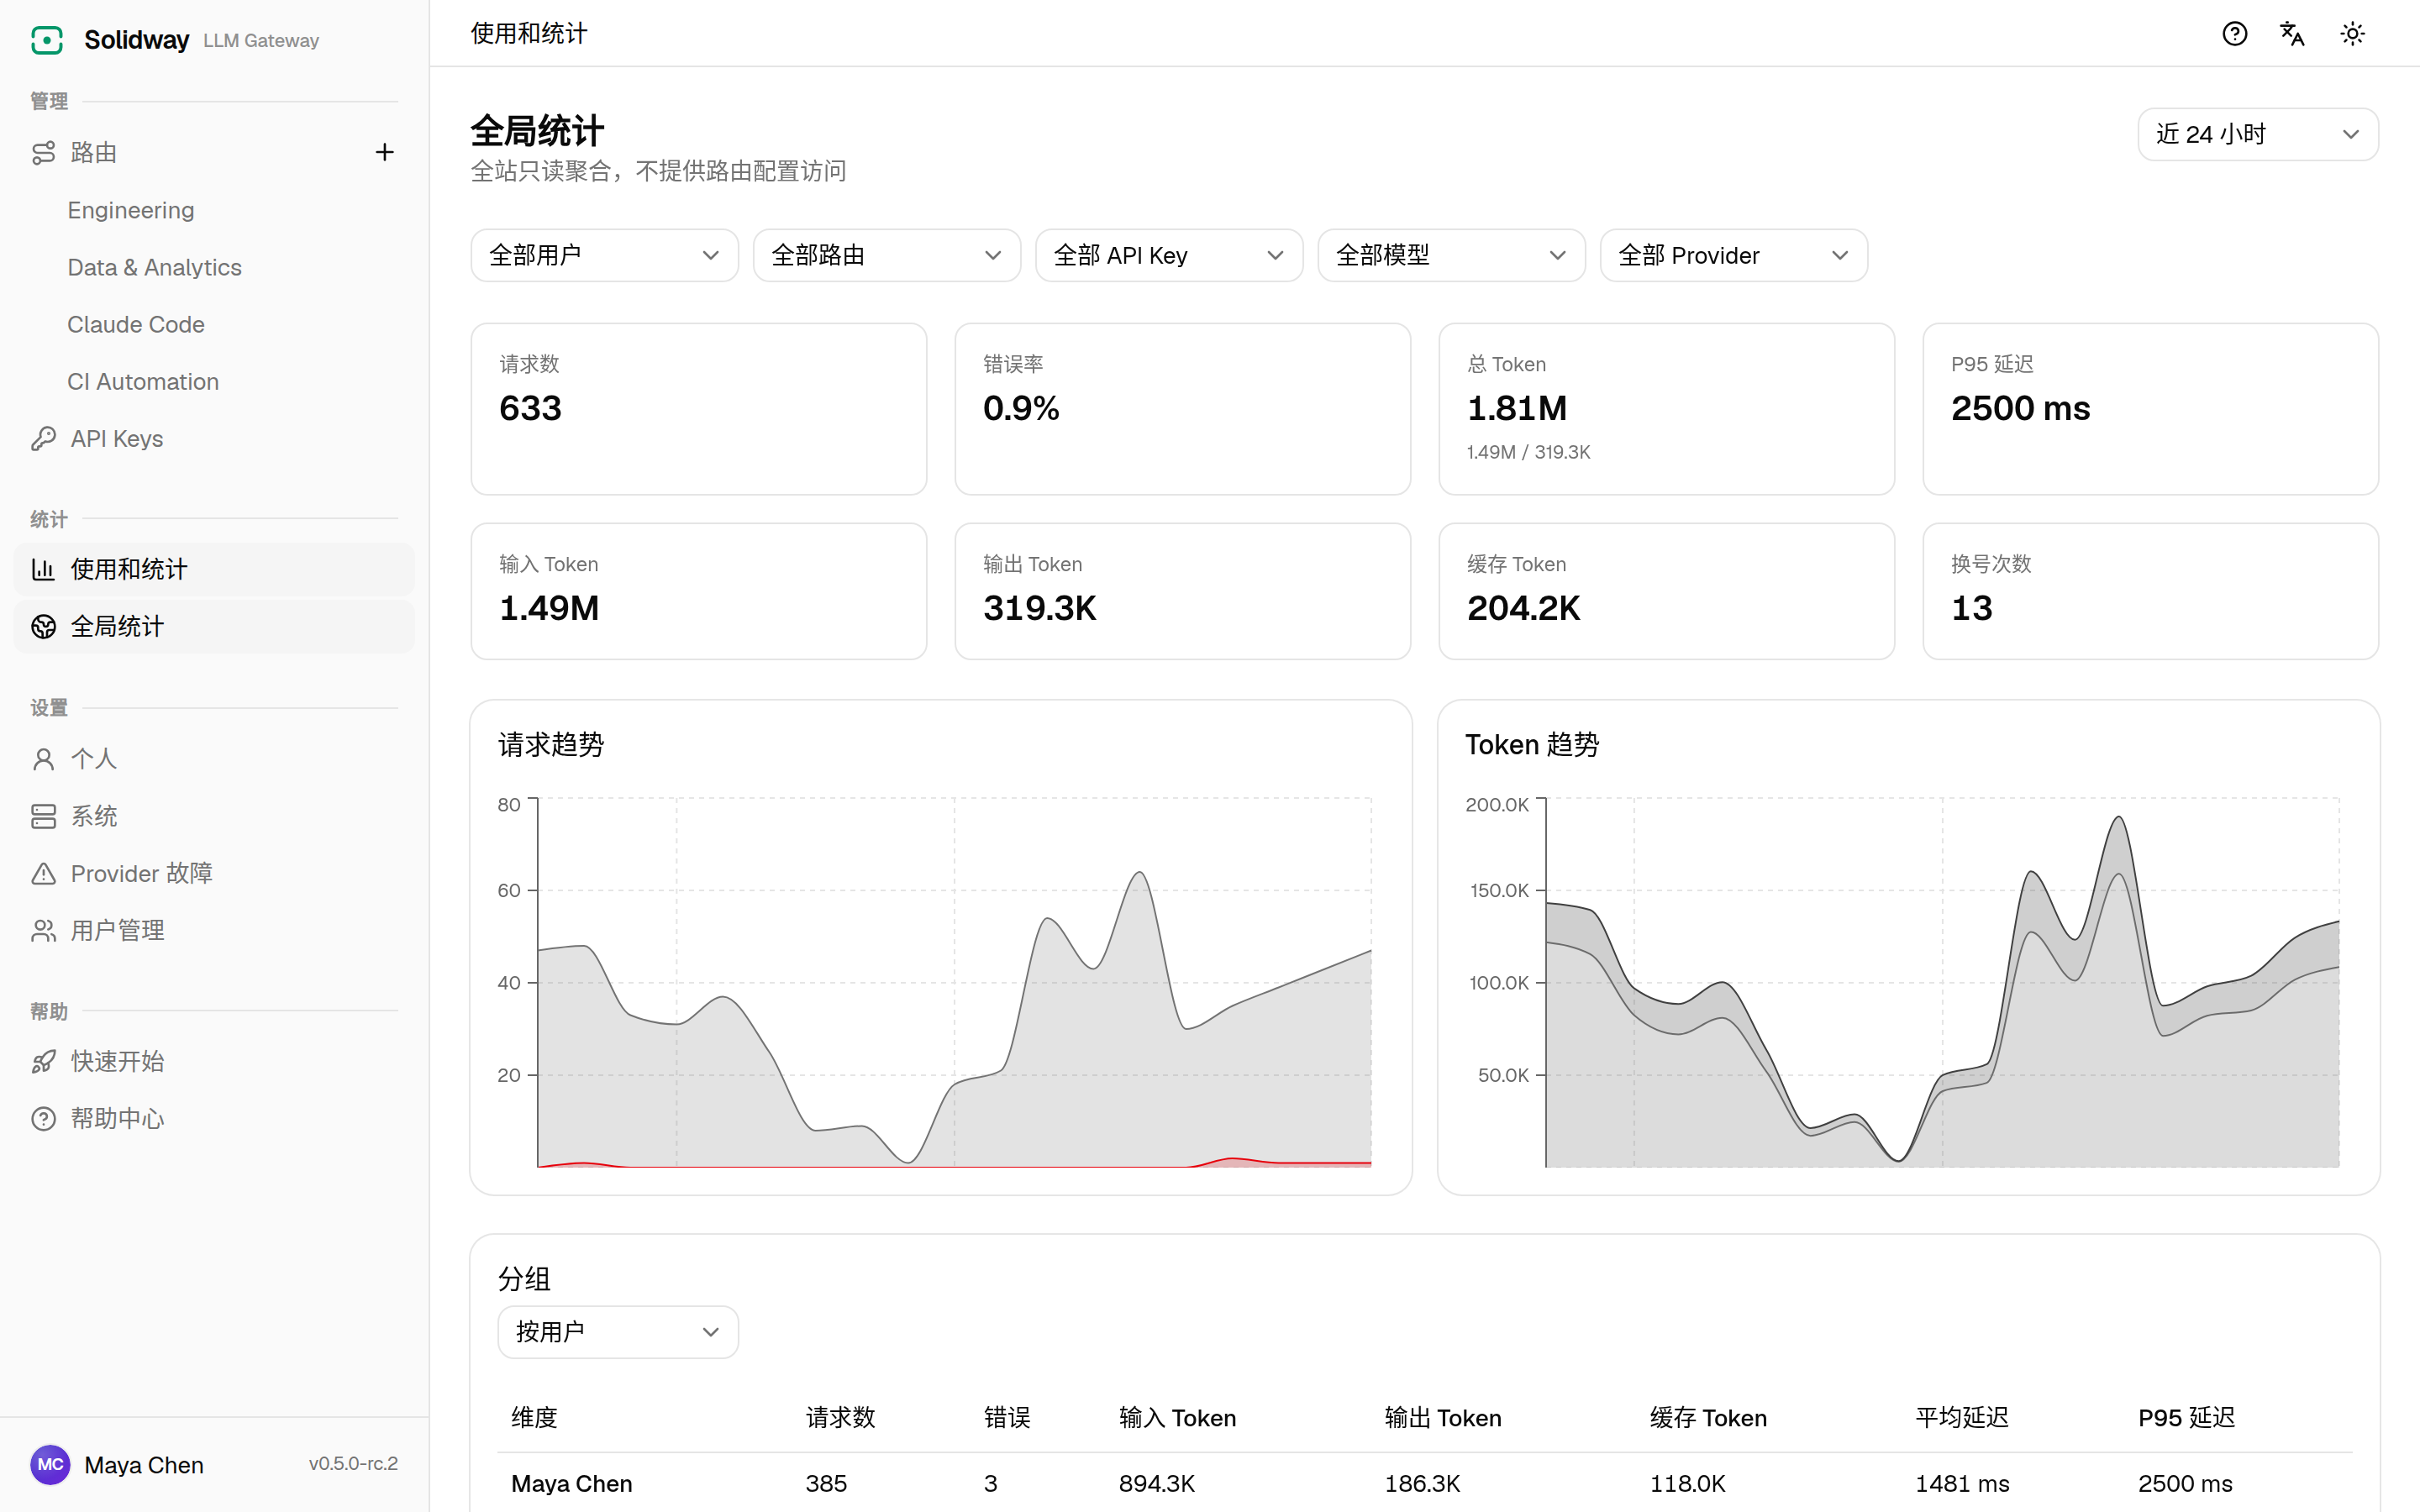 Solidway LLM Gateway
管理
路由
Engineering
Data & Analytics
Claude Code
CI Automation
API Keys
统计
使用和统计
全局统计
设置
个人
系统
Provider 故障
用户管理
帮助
快速开始
帮助中心
MC Maya Chen v0.5.0-rc.2
使用和统计
全局统计
全站只读聚合，不提供路由配置访问
近 24 小时
全部用户 全部路由 全部 API Key 全部模型 全部 Provider
请求数
633
错误率
0.9%
总 Token
1.81M
1.49M / 319.3K
P95 延迟
2500 ms
输入 Token
1.49M
输出 Token
319.3K
缓存 Token
204.2K
换号次数
13
请求趋势
80
60
40
20
Token 趋势
200.0K
150.0K
100.0K
50.0K
分组
按用户
维度 请求数 错误 输入 Token 输出 Token 缓存 Token 平均延迟 P95 延迟
Maya Chen 385 3 894.3K 186.3K 118.0K 1481 ms 2500 ms